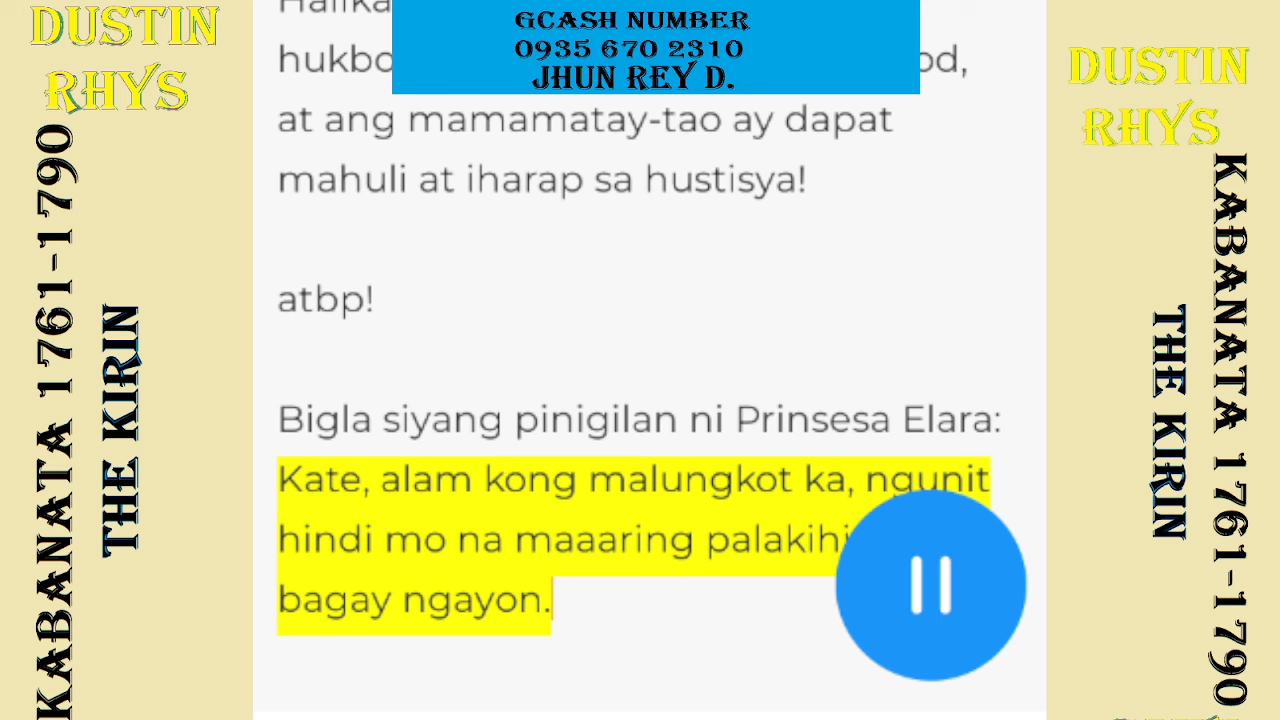 DUSTIN
RHYS
KABANATA 1761-1790
THE KIRIN
GCASH NUMBER
0935 670 2310
JHUN REY D.
at ang mamamatay-tao ay dapat
mahuli at iharap sa hustisya!
atbp!
Bigla siyang pinigilan ni Prinsesa Elara:
Kate, alam kong malungkot ka, ngunit
hindi mo na maaaring
bagay ngayon.
DUSTIN
RHYS
KABANATA 1761-1790
THE KIRIN